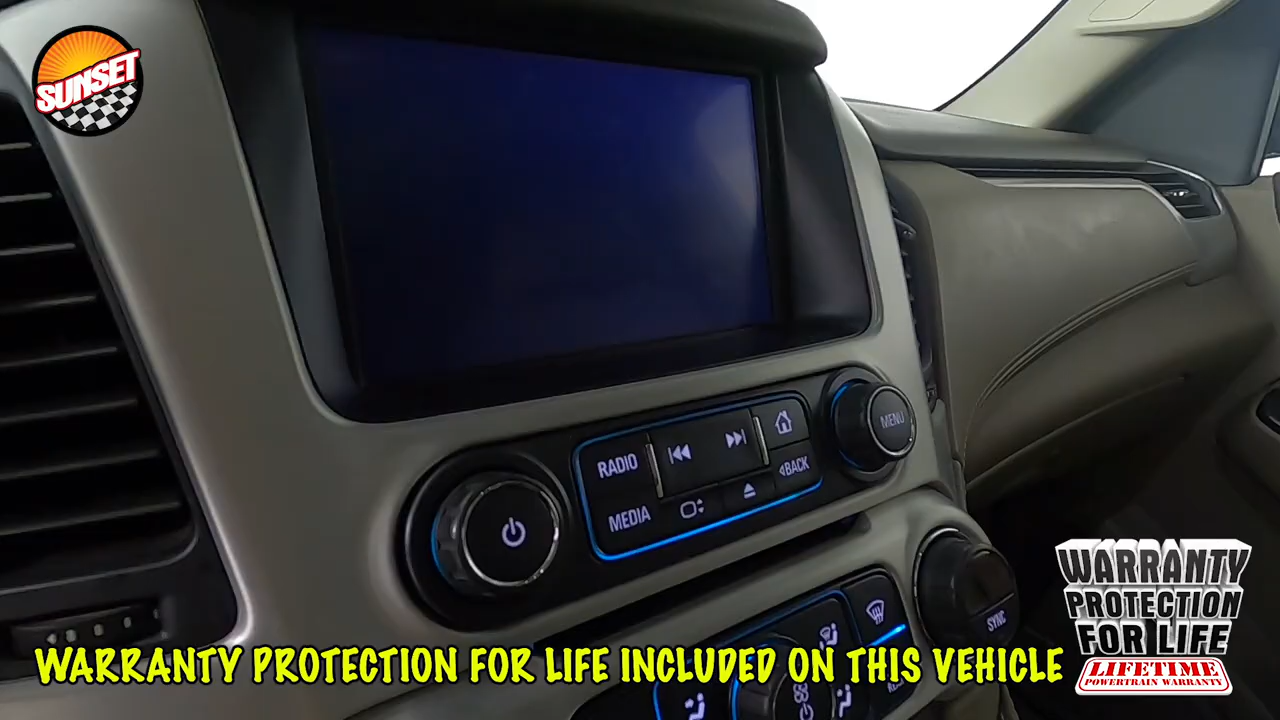 SUNSET
MENU
RADIO
BACK
MEDIA
SYNC
WARRANTY
PROTECTION
FOR LIFE
LIFETIME
POWERTRAIN WARRANTY
WARRANTY PROTECTION FOR LIFE INCLUDED ON THIS VEHICLE